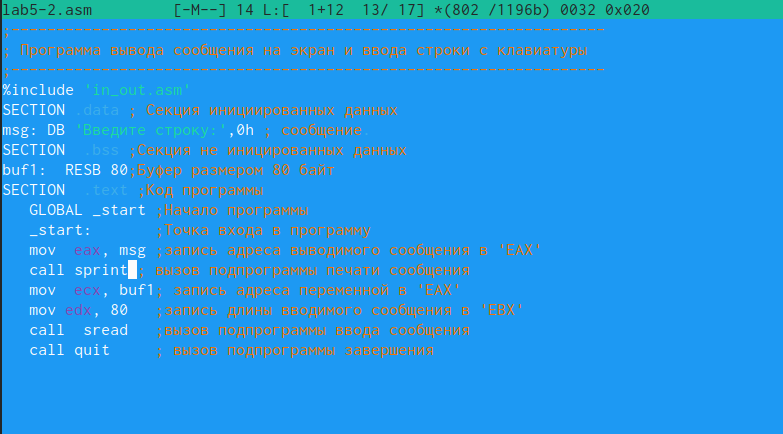 lab5-2.asm [-M--] 14 L:[ 1+12 13/ 17] *(802 /1196b) 0032 0x020
;------------------------------------------------------------------
; Программа вывода сообщения на экран и ввода строки с клавиатуры
;------------------------------------------------------------------
%include 'in_out.asm'
SECTION .data ; Секция инициированных данных
msg: DB 'Введите строку:',0h ; сообщение.
SECTION .bss ;Секция не иницированных данных
buf1: RESB 80;Буфер размером 80 байт
SECTION .text ;Код программы
GLOBAL _start ;Начало программы
_start: ;Точка входа в программу
mov eax, msg ;запись адреса выводимого сообщения в 'EAX'
call sprint ; вызов подпрограммы печати сообщения
mov ecx, buf1; запись адреса переменной в 'EAX'
mov edx, 80 ;запись длины вводимого сообщения в 'EBX'
call sread ;вызов подпрограммы ввода сообщения
call quit ; вызов подпрограммы завершения